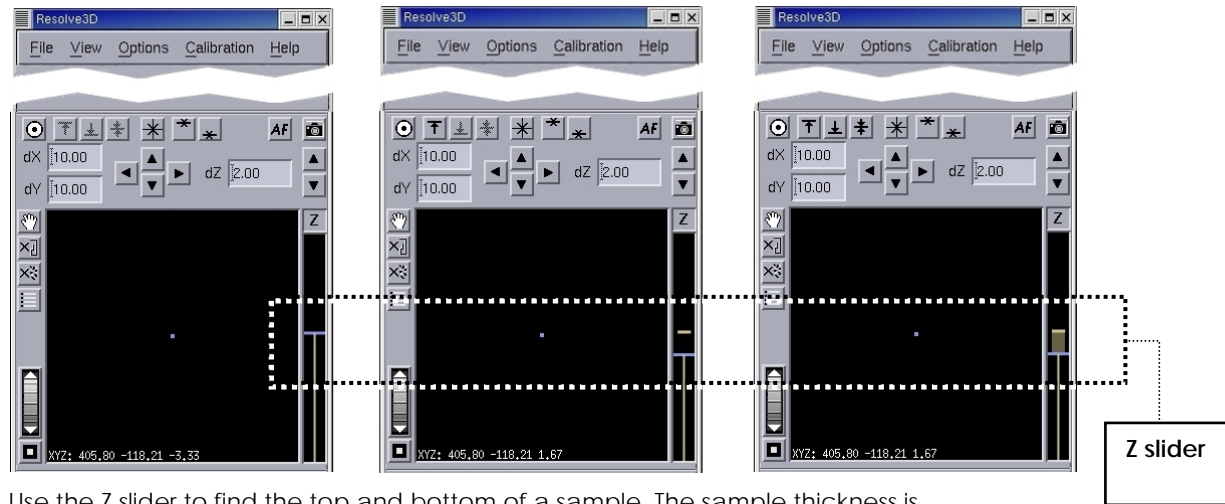 Resolve3D
File View Options Calibration Help
AF
dX 10.00
dY 10.00
dZ 2.00
Z
XYZ: 405.80 -118.21 -3.33
Resolve3D
File View Options Calibration Help
AF
dX 10.00
dY 10.00
dZ 2.00
Z
XYZ: 405.80 -118.21 1.67
Resolve3D
File View Options Calibration Help
AF
dX 10.00
dY 10.00
dZ 2.00
Z
XYZ: 405.80 -118.21 1.67
Z slider
Use the Z slider to find the top and bottom of a sample. The sample thickness is